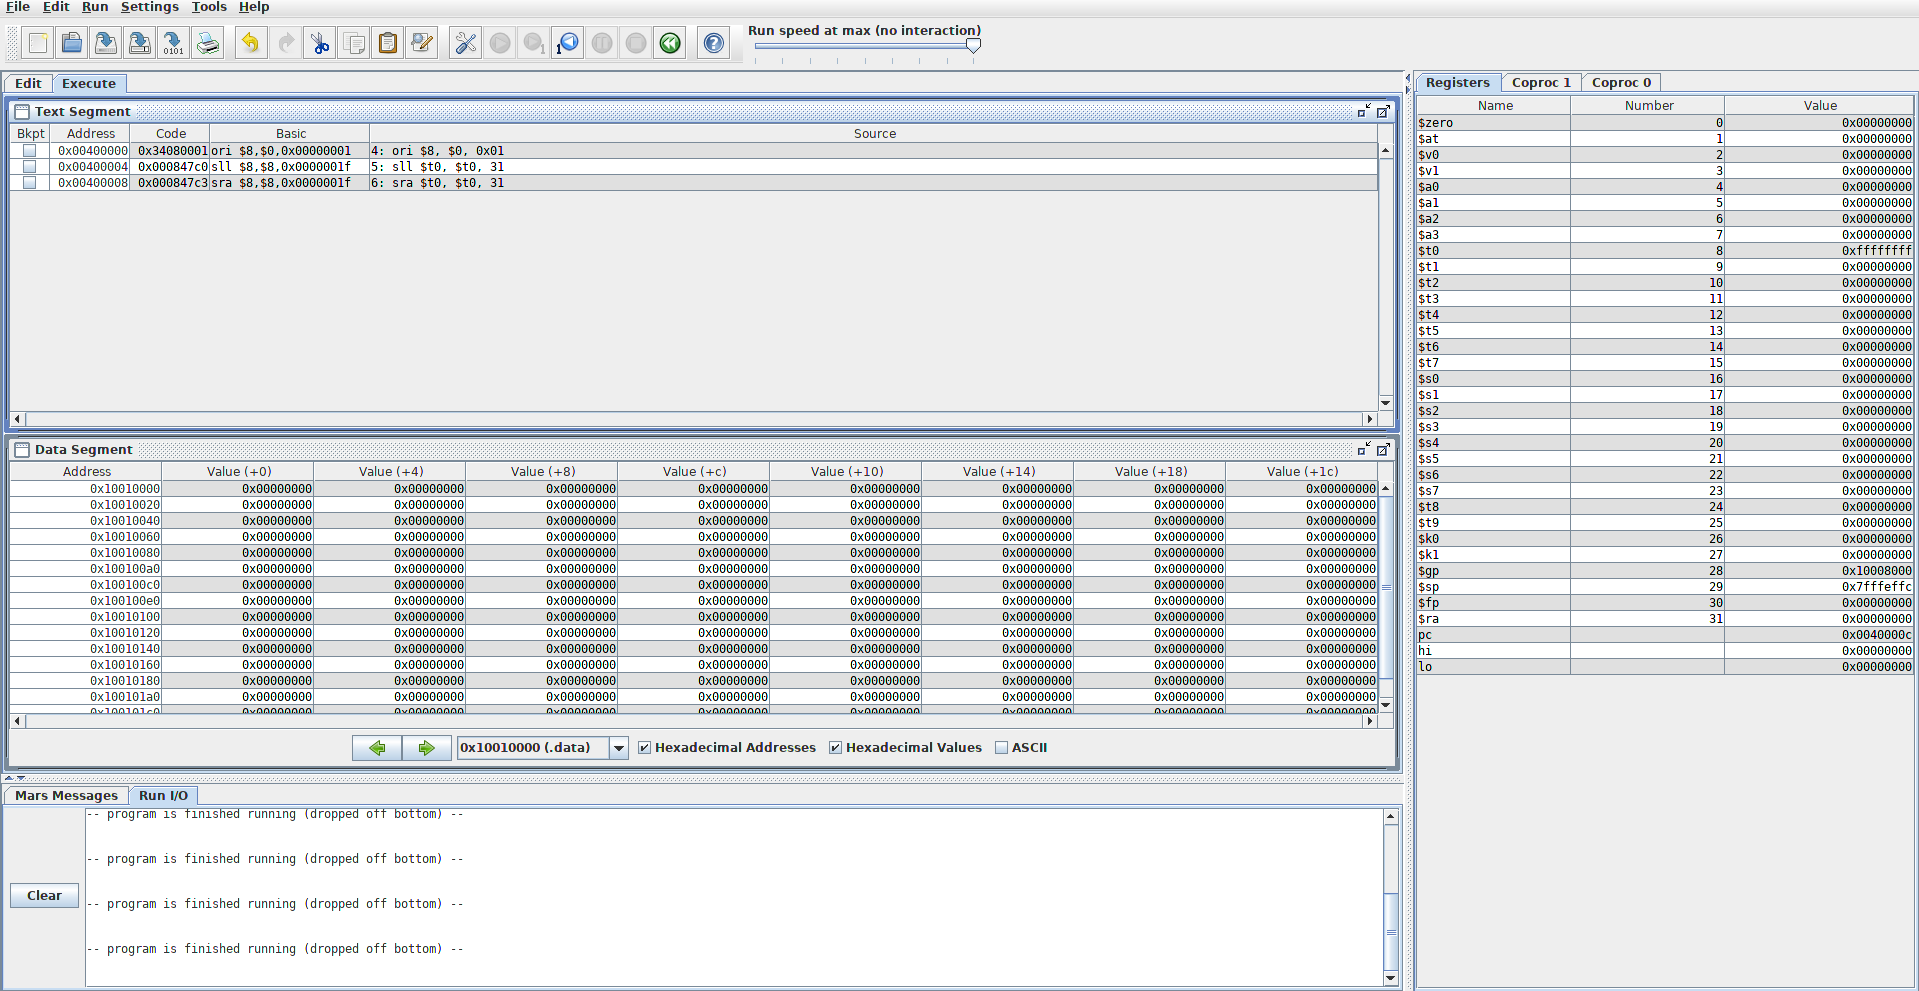 File Edit Run Settings Tools Help
Run speed at max (no interaction)
Edit Execute
Text Segment
Bkpt Address Code Basic Source
0x00400000 0x34080001 ori $8,$0,0x00000001 4: ori $8, $0, 0x01
0x00400004 0x000847c0 sll $8,$8,0x0000001f 5: sll $t0, $t0, 31
0x00400008 0x000847c3 sra $8,$8,0x0000001f 6: sra $t0, $t0, 31
Data Segment
Address Value (+0) Value (+4) Value (+8) Value (+c) Value (+10) Value (+14) Value (+18) Value (+1c)
0x10010000 0x00000000 0x00000000 0x00000000 0x00000000 0x00000000 0x00000000 0x00000000 0x00000000
0x10010020 0x00000000 0x00000000 0x00000000 0x00000000 0x00000000 0x00000000 0x00000000 0x00000000
0x10010040 0x00000000 0x00000000 0x00000000 0x00000000 0x00000000 0x00000000 0x00000000 0x00000000
0x10010060 0x00000000 0x00000000 0x00000000 0x00000000 0x00000000 0x00000000 0x00000000 0x00000000
0x10010080 0x00000000 0x00000000 0x00000000 0x00000000 0x00000000 0x00000000 0x00000000 0x00000000
0x100100a0 0x00000000 0x00000000 0x00000000 0x00000000 0x00000000 0x00000000 0x00000000 0x00000000
0x100100c0 0x00000000 0x00000000 0x00000000 0x00000000 0x00000000 0x00000000 0x00000000 0x00000000
0x100100e0 0x00000000 0x00000000 0x00000000 0x00000000 0x00000000 0x00000000 0x00000000 0x00000000
0x10010100 0x00000000 0x00000000 0x00000000 0x00000000 0x00000000 0x00000000 0x00000000 0x00000000
0x10010120 0x00000000 0x00000000 0x00000000 0x00000000 0x00000000 0x00000000 0x00000000 0x00000000
0x10010140 0x00000000 0x00000000 0x00000000 0x00000000 0x00000000 0x00000000 0x00000000 0x00000000
0x10010160 0x00000000 0x00000000 0x00000000 0x00000000 0x00000000 0x00000000 0x00000000 0x00000000
0x10010180 0x00000000 0x00000000 0x00000000 0x00000000 0x00000000 0x00000000 0x00000000 0x00000000
0x100101a0 0x00000000 0x00000000 0x00000000 0x00000000 0x00000000 0x00000000 0x00000000 0x00000000
0x100101c0 0x00000000 0x00000000 0x00000000 0x00000000 0x00000000 0x00000000 0x00000000 0x00000000
0x10010000 (.data) Hexadecimal Addresses Hexadecimal Values ASCII
Mars Messages Run I/O
-- program is finished running (dropped off bottom) --
-- program is finished running (dropped off bottom) --
Clear
-- program is finished running (dropped off bottom) --
-- program is finished running (dropped off bottom) --
Registers Coproc 1 Coproc 0
Name Number Value
$zero 0 0x00000000
$at 1 0x00000000
$v0 2 0x00000000
$v1 3 0x00000000
$a0 4 0x00000000
$a1 5 0x00000000
$a2 6 0x00000000
$a3 7 0x00000000
$t0 8 0xffffffff
$t1 9 0x00000000
$t2 10 0x00000000
$t3 11 0x00000000
$t4 12 0x00000000
$t5 13 0x00000000
$t6 14 0x00000000
$t7 15 0x00000000
$s0 16 0x00000000
$s1 17 0x00000000
$s2 18 0x00000000
$s3 19 0x00000000
$s4 20 0x00000000
$s5 21 0x00000000
$s6 22 0x00000000
$s7 23 0x00000000
$t8 24 0x00000000
$t9 25 0x00000000
$k0 26 0x00000000
$k1 27 0x00000000
$gp 28 0x10008000
$sp 29 0x7fffeffc
$fp 30 0x00000000
$ra 31 0x00000000
pc 0x0040000c
hi 0x00000000
lo 0x00000000